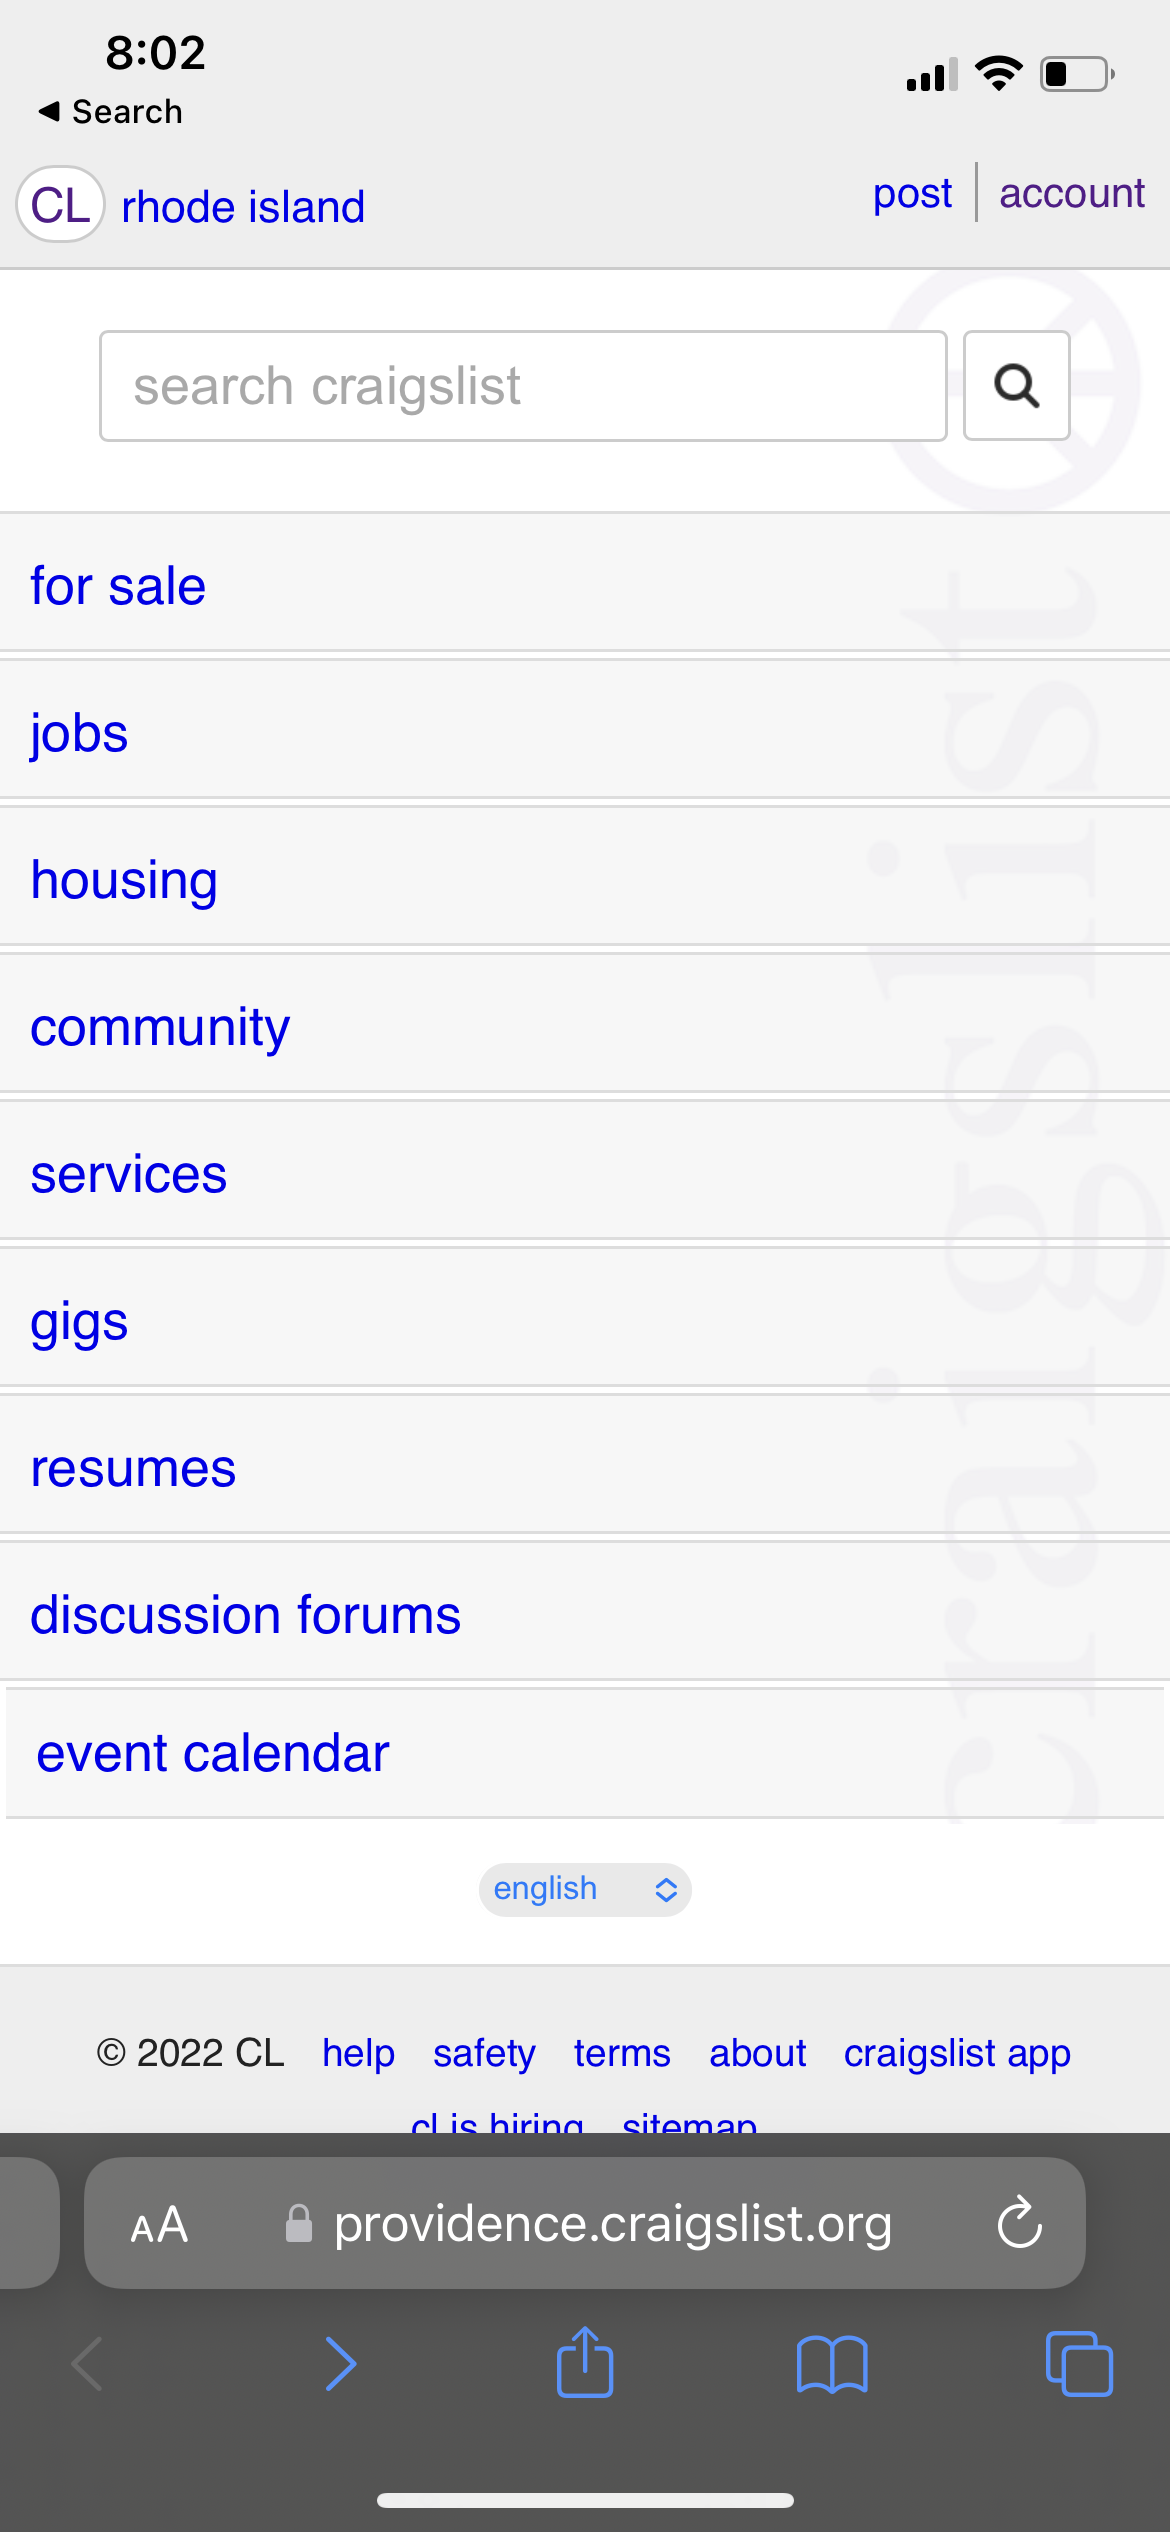 8:02
◀ Search
CL rhode island post account
search craigslist
for sale
jobs
housing
community
services
gigs
resumes
discussion forums
event calendar
craigslist
english
© 2022 CL help safety terms about craigslist app
cl is hiring sitemap
AA providence.craigslist.org